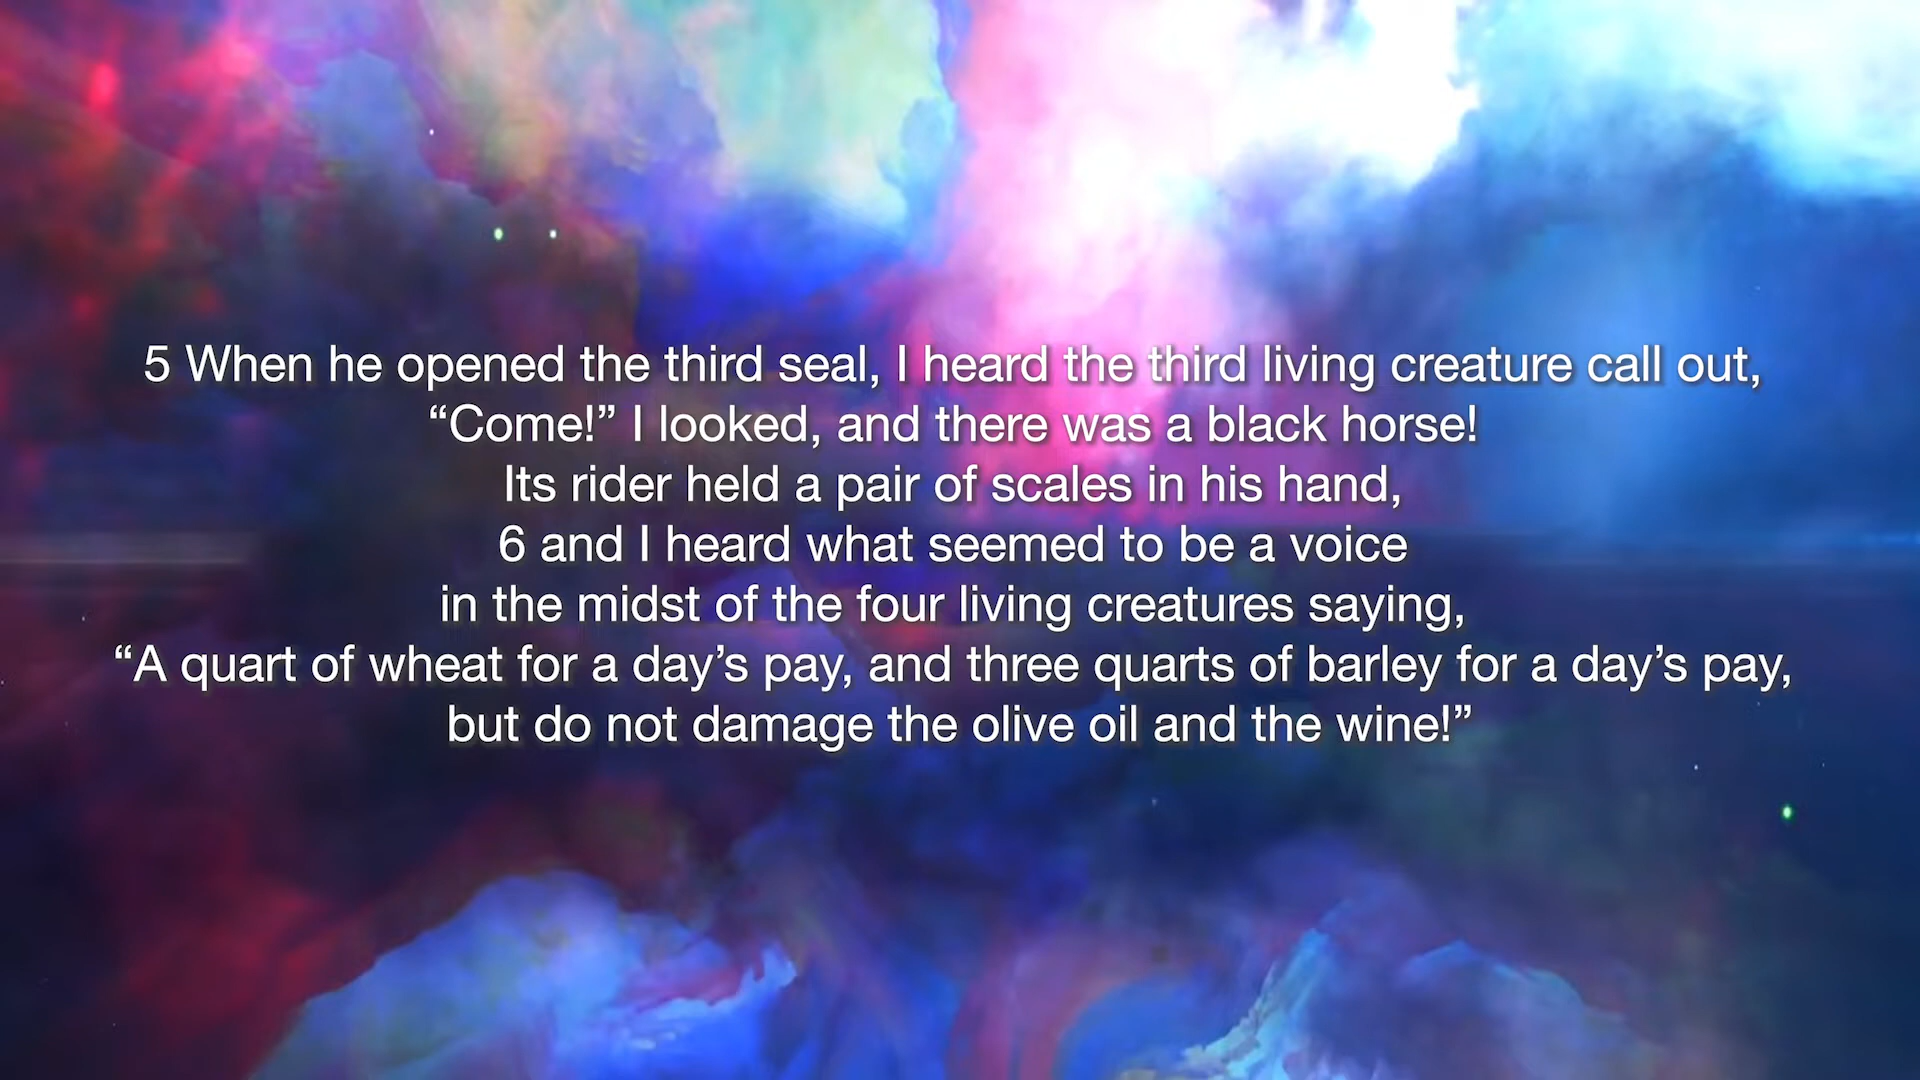 5 When he opened the third seal, I heard the third living creature call out,
“Come!” I looked, and there was a black horse!
Its rider held a pair of scales in his hand,
6 and I heard what seemed to be a voice
in the midst of the four living creatures saying,
“A quart of wheat for a day’s pay, and three quarts of barley for a day’s pay,
but do not damage the olive oil and the wine!”